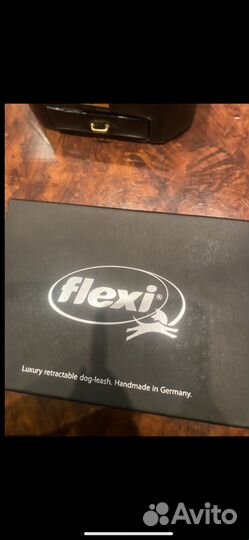 flexi®
Luxury retractable dog-leash. Handmade in Germany.
Avito